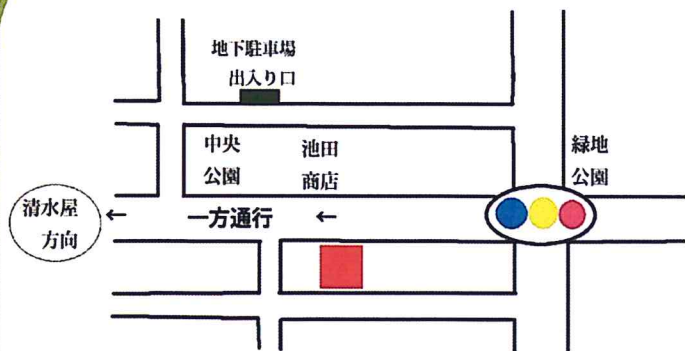 地下駐車場
出入り口
中央
公園
池田
商店
緑地
公園
清水屋
方向
← 一方通行 ←